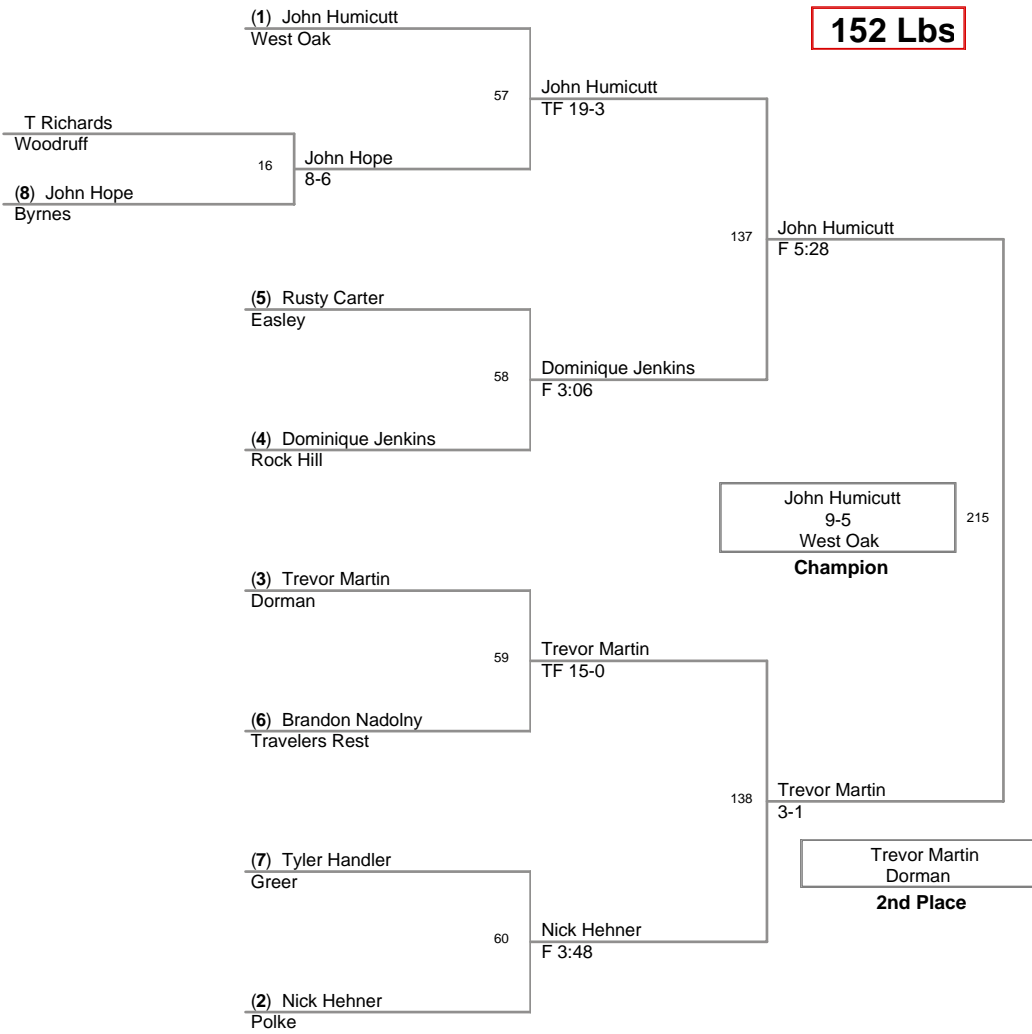 (1) John Humicutt
West Oak
152 Lbs
57
John Humicutt
TF 19-3
T Richards
Woodruff
16
John Hope
8-6
(8) John Hope
Byrnes
137
John Humicutt
F 5:28
(5) Rusty Carter
Easley
58
Dominique Jenkins
F 3:06
(4) Dominique Jenkins
Rock Hill
John Humicutt
9-5
West Oak
215
Champion
(3) Trevor Martin
Dorman
59
Trevor Martin
TF 15-0
(6) Brandon Nadolny
Travelers Rest
138
Trevor Martin
3-1
(7) Tyler Handler
Greer
Trevor Martin
Dorman
2nd Place
60
Nick Hehner
F 3:48
(2) Nick Hehner
Polke